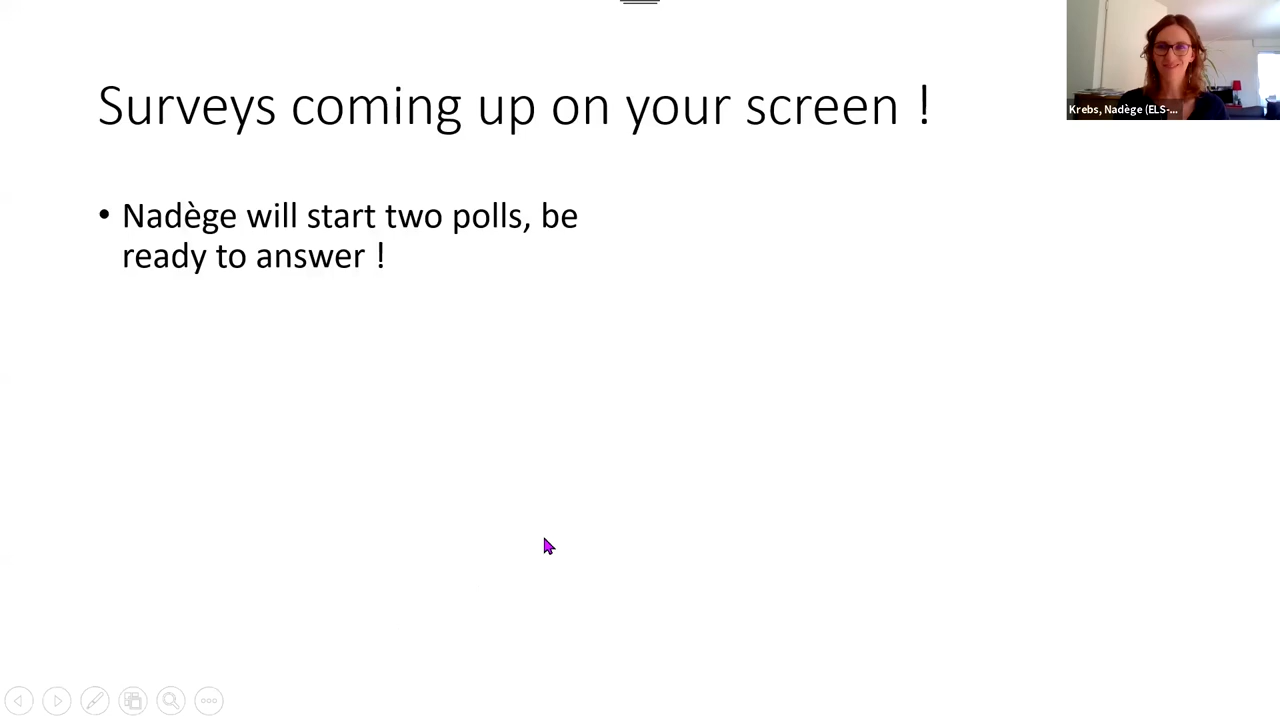 Surveys coming up on your screen !
• Nadège will start two polls, be
ready to answer !
Krebs, Nadège (ELS-...